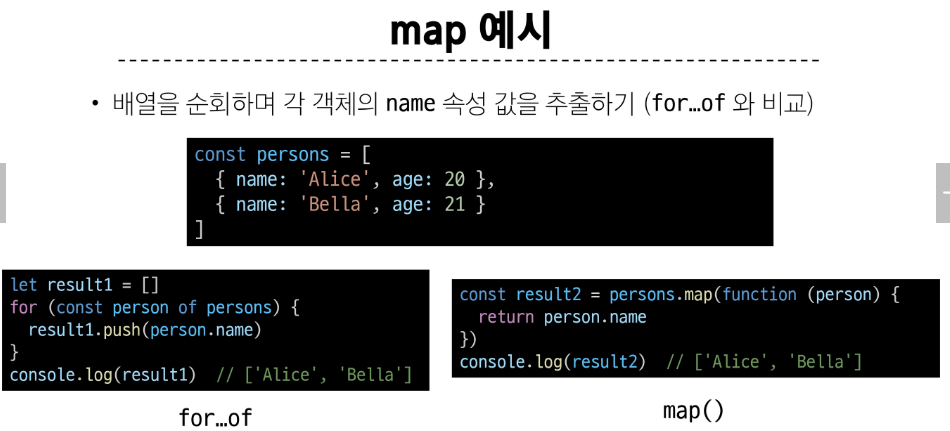 map 예시
• 배열을 순회하며 각 객체의 name 속성 값을 추출하기 (for…of 와 비교)
const persons = [
  { name: 'Alice', age: 20 },
  { name: 'Bella', age: 21 }
]
let result1 = []
for (const person of persons) {
  result1.push(person.name)
}
console.log(result1)  // ['Alice', 'Bella']
for…of
const result2 = persons.map(function (person) {
  return person.name
})
console.log(result2)  // ['Alice', 'Bella']
map()